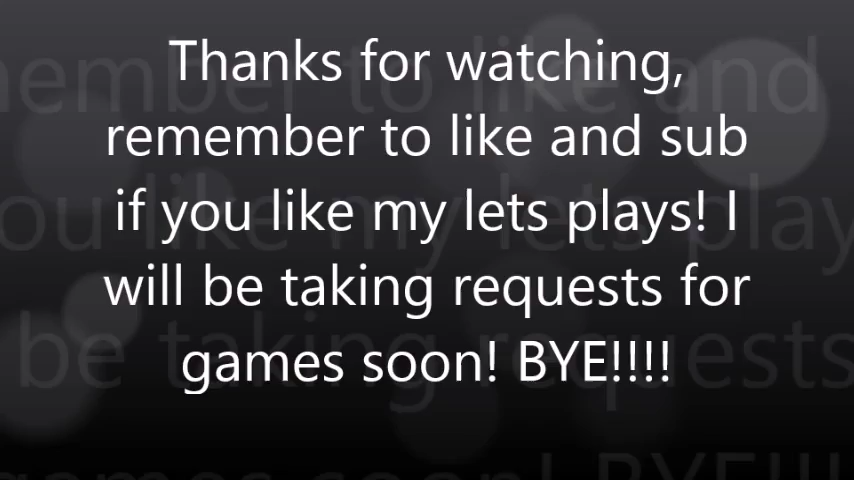 Thanks for watching,
remember to like and sub
if you like my lets plays! I
will be taking requests for
games soon! BYE!!!!